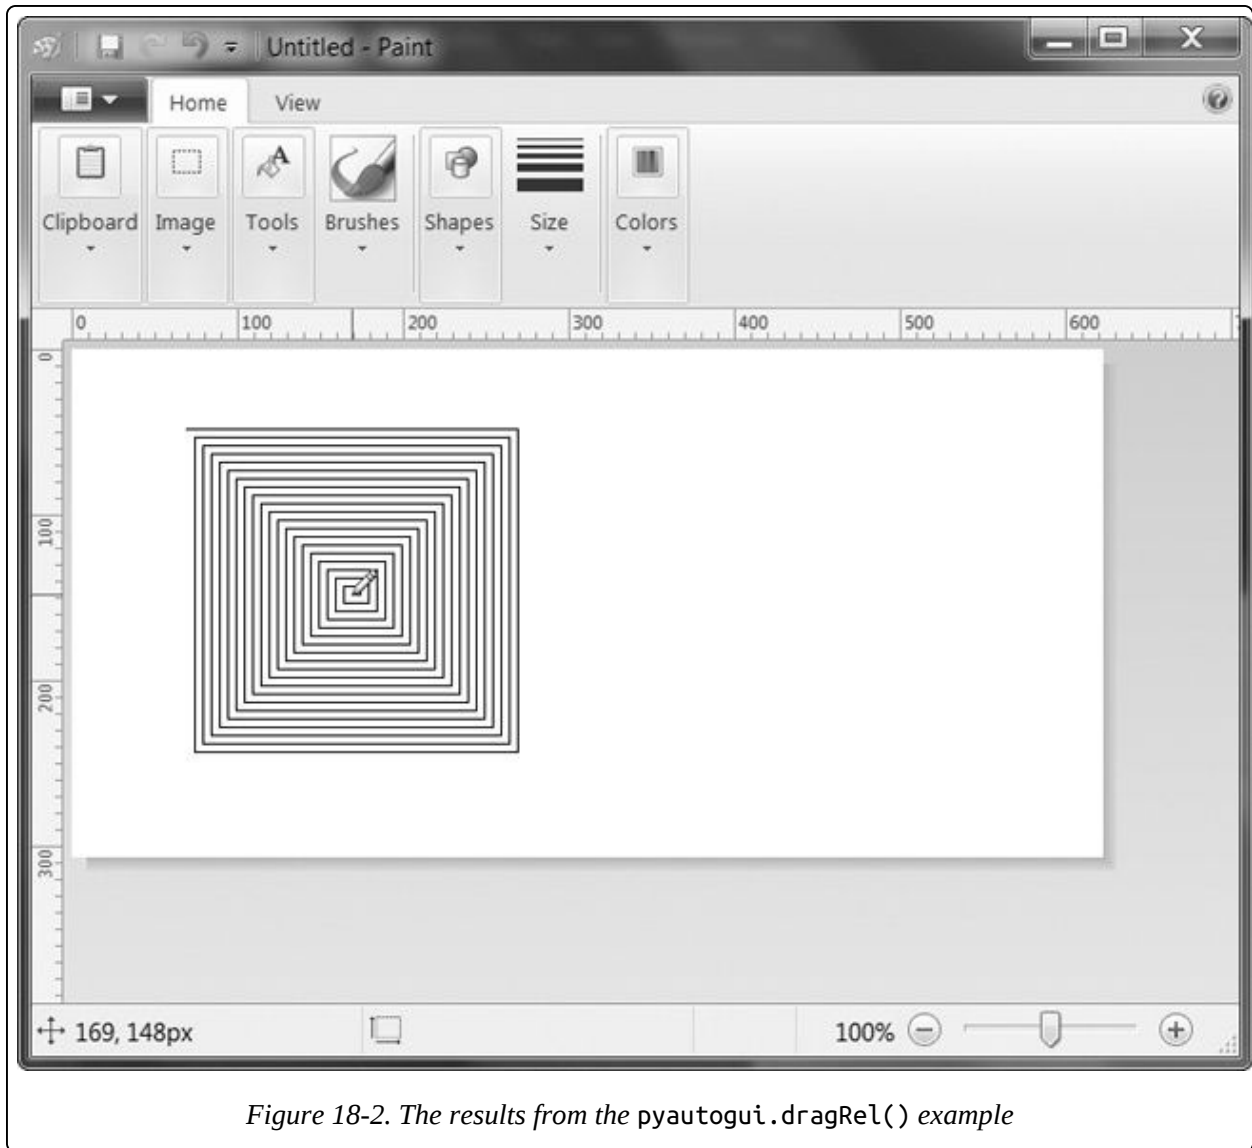 Untitled - Paint
Home View
A
Clipboard Image Tools Brushes Shapes Size Colors
0 100 200 300 400 500 600
0
100
200
300
169, 148px
100%
Figure 18-2. The results from the pyautogui.dragRel() example